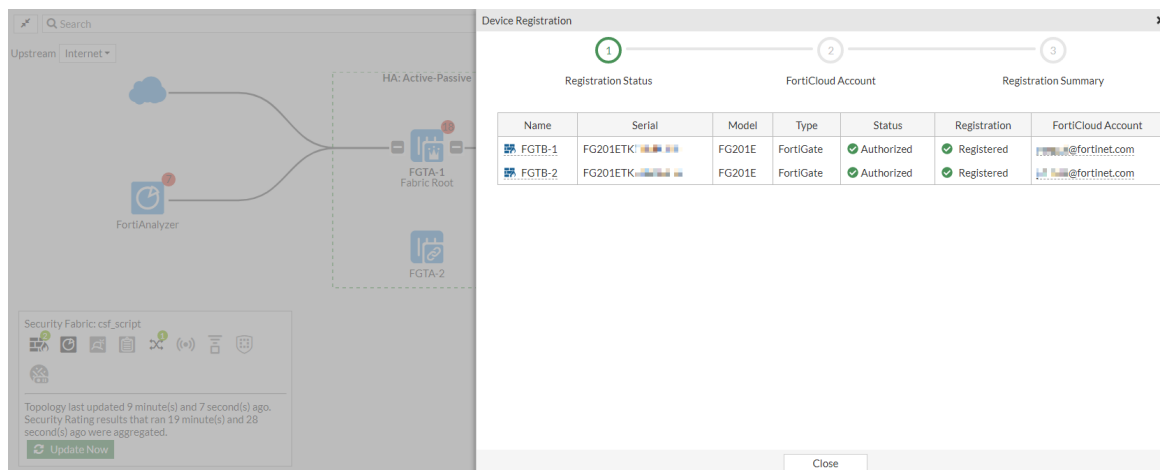 Search
Upstream Internet
HA: Active-Passive
18
FGTA-1
Fabric Root
7
FortiAnalyzer
FGTA-2
Security Fabric: csf_script
2
1
Topology last updated 9 minute(s) and 7 second(s) ago.
Security Rating results that ran 19 minute(s) and 28
second(s) ago were aggregated.
Update Now
Device Registration
1 2 3
Registration Status FortiCloud Account Registration Summary
Name Serial Model Type Status Registration FortiCloud Account
FGTB-1 FG201ETK FG201E FortiGate Authorized Registered @fortinet.com
FGTB-2 FG201ETK FG201E FortiGate Authorized Registered @fortinet.com
Close